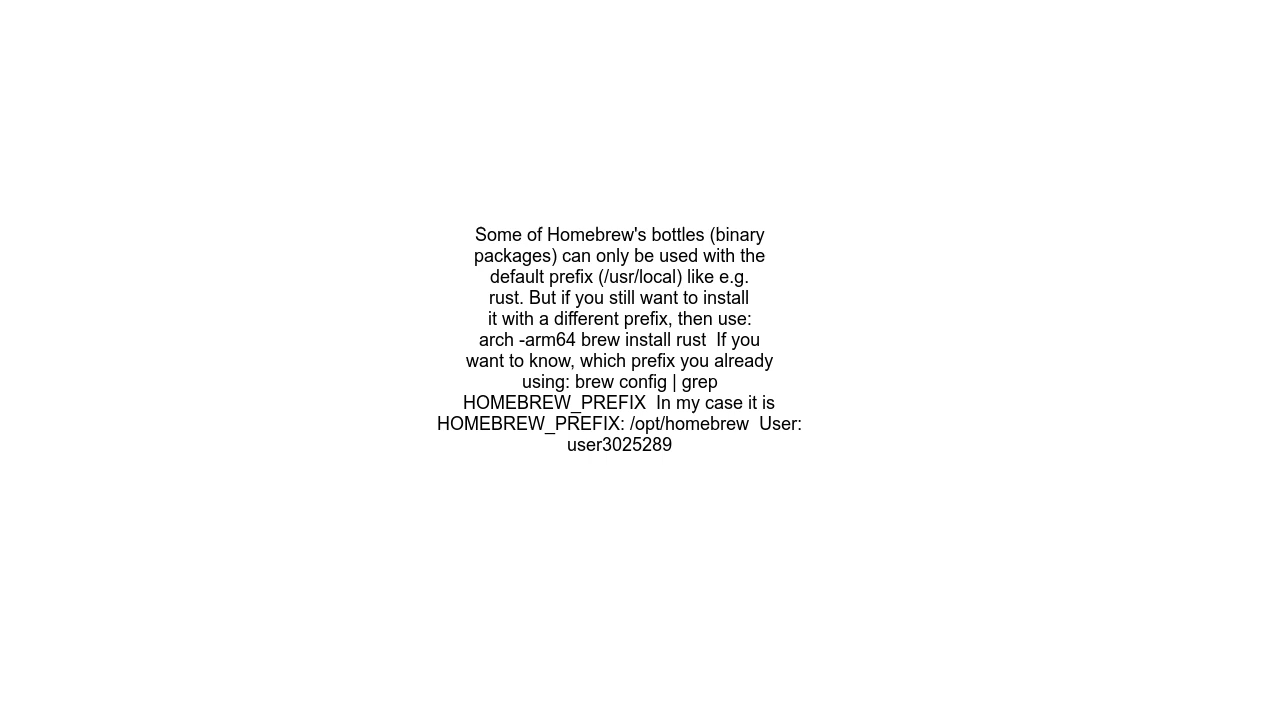 Some of Homebrew's bottles (binary
packages) can only be used with the
default prefix (/usr/local) like e.g.
rust. But if you still want to install
it with a different prefix, then use:
arch -arm64 brew install rust  If you
want to know, which prefix you already
using: brew config | grep
HOMEBREW_PREFIX  In my case it is
HOMEBREW_PREFIX: /opt/homebrew  User:
user3025289